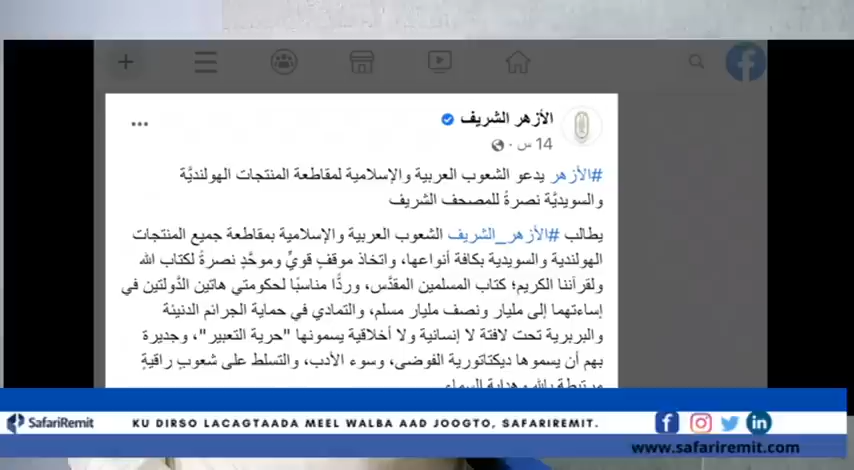 الأزهر الشريف
14 س ·
#الأزهر يدعو الشعوب العربية والإسلامية لمقاطعة المنتجات الهولنديَّة
والسويديَّة نصرةً للمصحف الشريف
يطالب #الأزهر_الشريف الشعوب العربية والإسلامية بمقاطعة جميع المنتجات
الهولندية والسويدية بكافة أنواعها، واتخاذ موقفٍ قويٍّ وموحَّدٍ نصرةً لكتاب الله
ولقرآننا الكريم؛ كتاب المسلمين المقدَّس، وردًّا مناسبًا لحكومتي هاتين الدَّولتين في
إساءتهما إلى مليار ونصف مليار مسلم، والتمادي في حماية الجرائم الدنيئة
والبربرية تحت لافتة لا إنسانية ولا أخلاقية يسمونها "حرية التعبير"، وجديرة
بهم أن يسموها ديكتاتورية الفوضى، وسوء الأدب، والتسلط على شعوبٍ راقيةٍ
مرتبطة بالله وهداية السماء
SafariRemit
KU DIRSO LACAGTAADA MEEL WALBA AAD JOOGTO, SAFARIREMIT.
www.safariremit.com